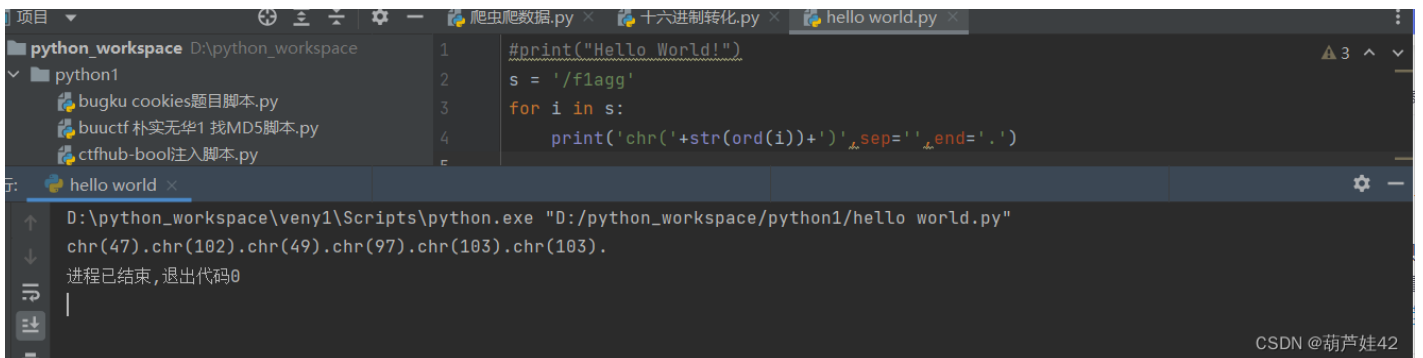 项目
爬虫爬数据.py
十六进制转化.py
hello world.py
python_workspace D:\python_workspace
python1
bugku cookies题目脚本.py
buuctf 朴实无华1 找MD5脚本.py
ctfhub-bool注入脚本.py
1 #print("Hello World!")
3
2 s = '/f1agg'
3 for i in s:
4 print('chr('+str(ord(i))+')',sep='',end='.')
5
行: hello world
D:\python_workspace\veny1\Scripts\python.exe "D:/python_workspace/python1/hello world.py"
chr(47).chr(102).chr(49).chr(97).chr(103).chr(103).
进程已结束,退出代码0
CSDN @葫芦娃42